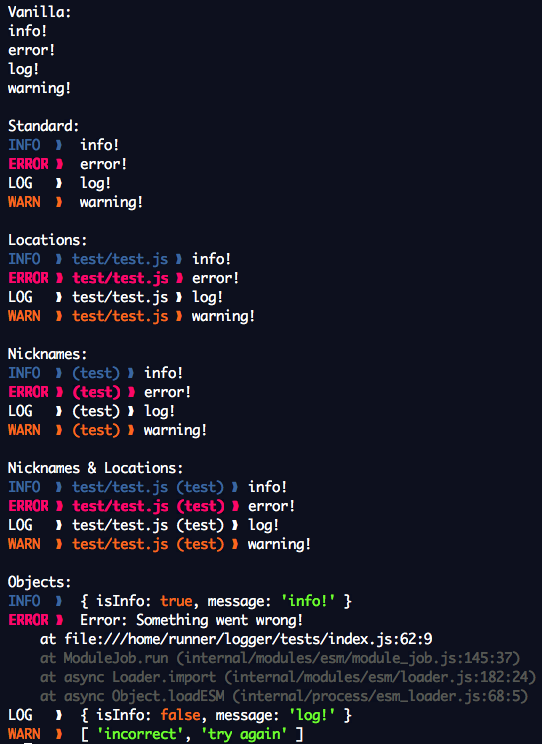 Vanilla:
info!
error!
log!
warning!
Standard:
INFO ❱ info!
ERROR ❱ error!
LOG ❱ log!
WARN ❱ warning!
Locations:
INFO ❱ test/test.js ❱ info!
ERROR ❱ test/test.js ❱ error!
LOG ❱ test/test.js ❱ log!
WARN ❱ test/test.js ❱ warning!
Nicknames:
INFO ❱ (test) ❱ info!
ERROR ❱ (test) ❱ error!
LOG ❱ (test) ❱ log!
WARN ❱ (test) ❱ warning!
Nicknames & Locations:
INFO ❱ test/test.js (test) ❱ info!
ERROR ❱ test/test.js (test) ❱ error!
LOG ❱ test/test.js (test) ❱ log!
WARN ❱ test/test.js (test) ❱ warning!
Objects:
INFO ❱ { isInfo: true, message: 'info!' }
ERROR ❱ Error: Something went wrong!
at file:///home/runner/logger/tests/index.js:62:9
at ModuleJob.run (internal/modules/esm/module_job.js:145:37)
at async Loader.import (internal/modules/esm/loader.js:182:24)
at async Object.loadESM (internal/process/esm_loader.js:68:5)
LOG ❱ { isInfo: false, message: 'log!' }
WARN ❱ [ 'incorrect', 'try again' ]